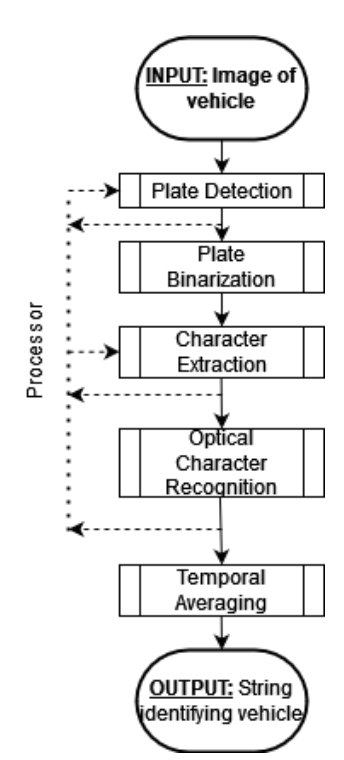 INPUT: Image of
vehicle
Plate Detection
Plate
Binarization
Processor
Character
Extraction
Optical
Character
Recognition
Temporal
Averaging
OUTPUT: String
identifying vehicle